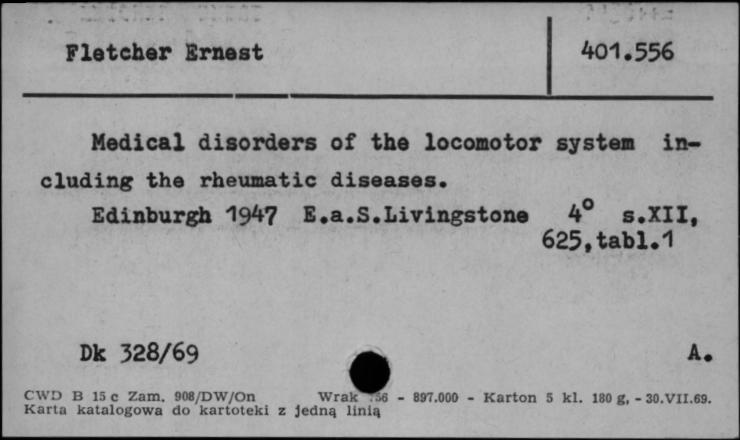 Fletcher Ernest
401.556
Medical disorders of the locomotor system in-
cluding the rheumatic diseases.
Edinburgh 1947 E.a.S.Livingstone 4° s.XII,
625,tabl.1
Dk 328/69
A.
CWD B 15 c Zam. 908/DW/On Wrak 56 - 897.000 - Karton 5 kl. 180 g, - 30.VII.69.
Karta katalogowa do kartoteki z jedną linią